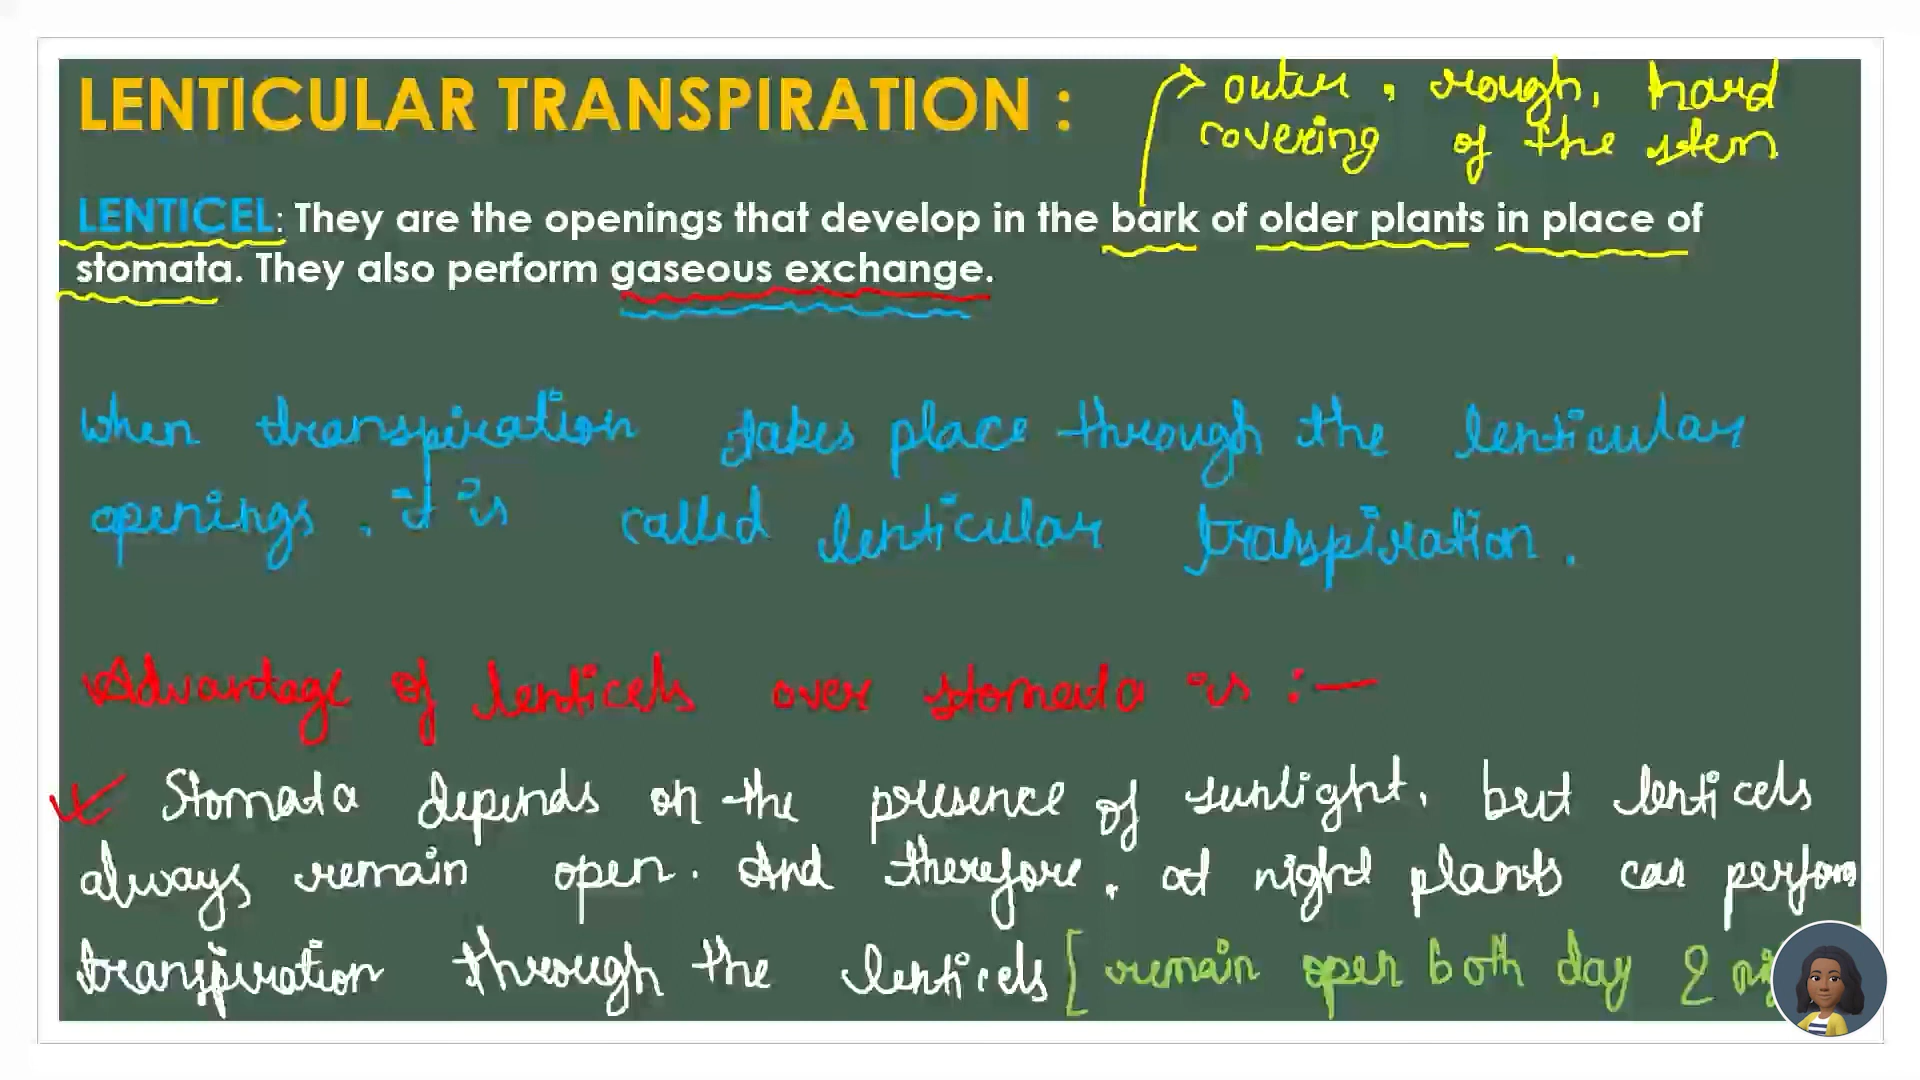 LENTICULAR TRANSPIRATION :
outer, rough, hard
covering of the stem
LENTICEL: They are the openings that develop in the bark of older plants in place of
stomata. They also perform gaseous exchange.
when transpiration takes place through the lenticular
openings, it is called lenticular transpiration.
Advantage of lenticels over stomata is :—
Stomata depends on the presence of sunlight, but lenticels
always remain open. And therefore, at night plants can perform
transpiration through the lenticels [ remain open both day &